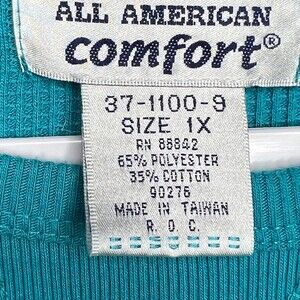 ALL AMERICAN
comfort®
37-1100-9
SIZE 1X
RN 88842
65% POLYESTER
35% COTTON
90276
MADE IN TAIWAN
R. O. C.